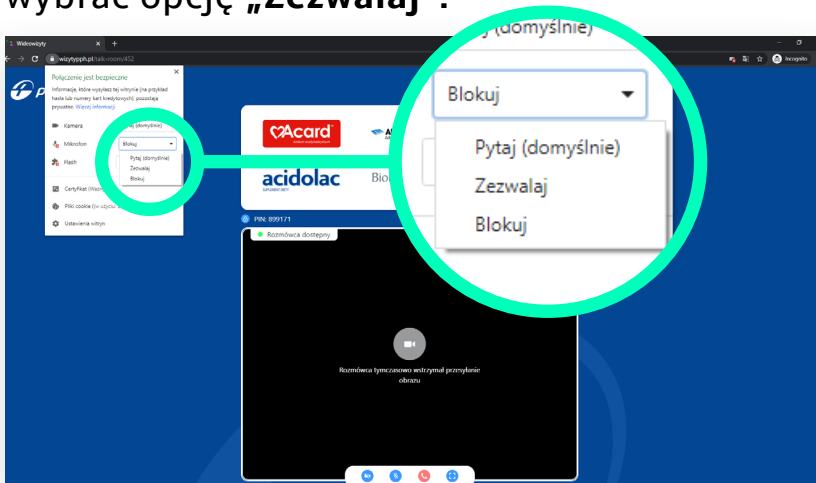 wybrać opcję „Zezwalaj”.
Wideowizyty
wizytypph.pl/talk-room/452
Incognito
Połączenie jest bezpieczne
Informacje, które wysyłasz tej witrynie (na przykład
hasła lub numery kart kredytowych), pozostają
prywatne. Więcej informacji
Kamera
(domyślnie)
Mikrofon
Blokuj
Flash
Pytaj (domyślnie)
Zezwalaj
Blokuj
Certyfikat
Pliki cookie
Ustawienia witryn
Acard
acidolac
PIN: 899171
Rozmówca dostępny
Rozmówca tymczasowo wstrzymał przesyłanie
obrazu
(domyślnie)
Blokuj
Pytaj (domyślnie)
Zezwalaj
Blokuj